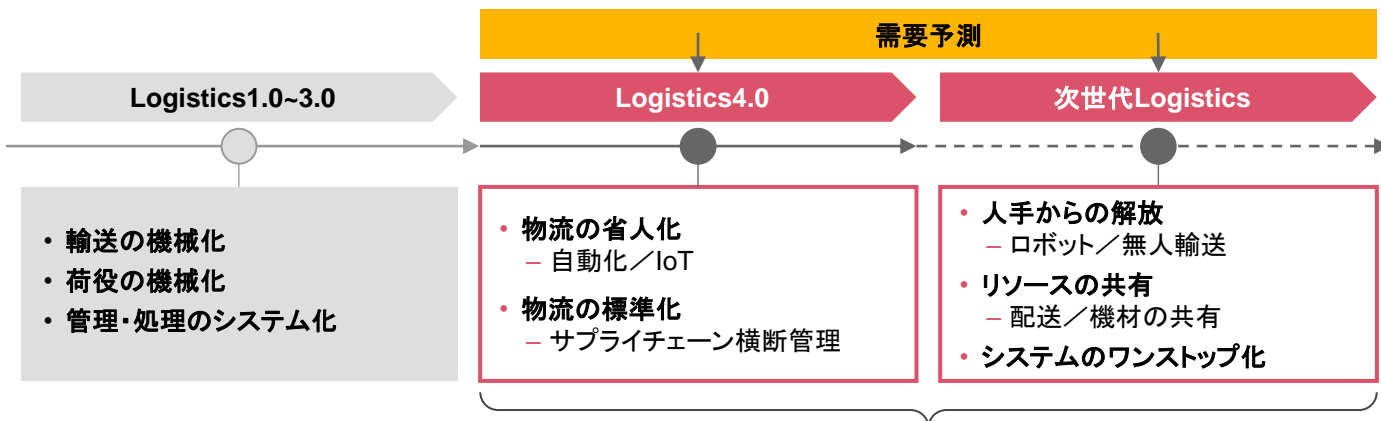 需要予測
Logistics1.0~3.0
Logistics4.0
次世代Logistics
・ 輸送の機械化
・ 荷役の機械化
・ 管理・処理のシステム化
• 物流の省人化
– 自動化／IoT
• 物流の標準化
– サプライチェーン横断管理
• 人手からの解放
– ロボット／無人輸送
• リソースの共有
– 配送／機材の共有
• システムのワンストップ化